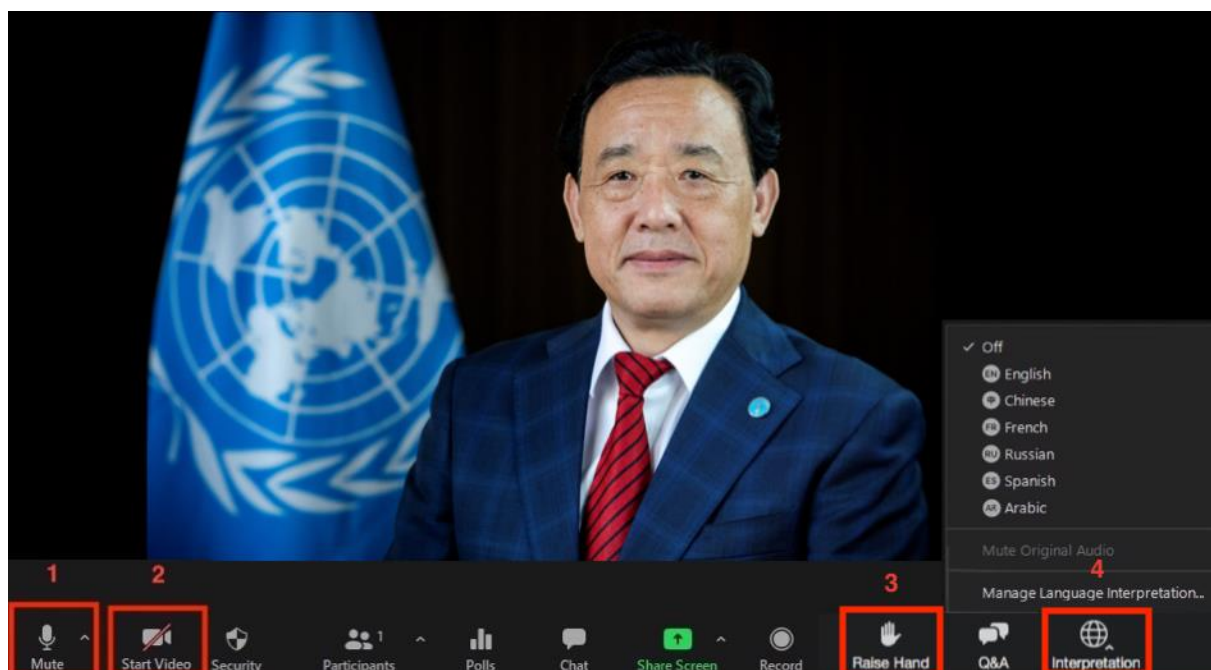 Off
EN English
中 Chinese
FR French
RU Russian
ES Spanish
AR Arabic
Mute Original Audio
Manage Language Interpretation...
1
2
3
4
1
Mute
Start Video
Security
Participants
Polls
Chat
Share Screen
Record
Raise Hand
Q&A
Interpretation